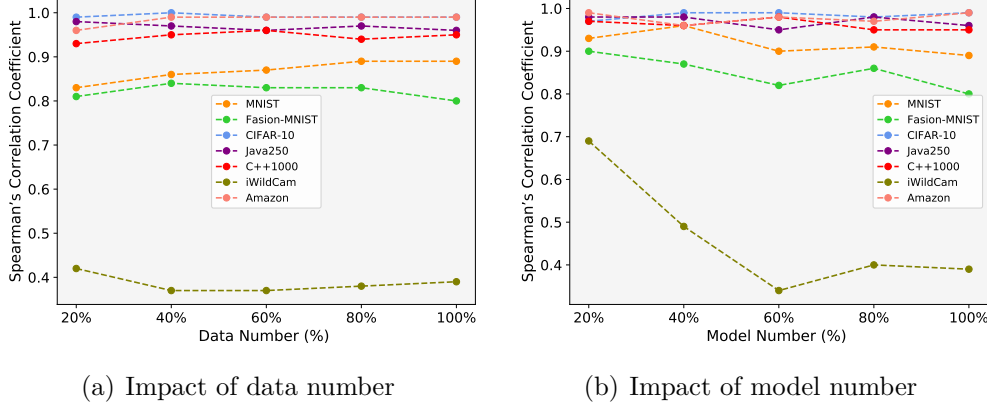 Spearman's Correlation Coefficient
1.0
0.9
0.8
0.7
0.6
0.5
0.4
MNIST
Fasion-MNIST
CIFAR-10
Java250
C++1000
iWildCam
Amazon
20% 40% 60% 80% 100%
Data Number (%)
(a) Impact of data number
Spearman's Correlation Coefficient
1.0
0.9
0.8
0.7
0.6
0.5
0.4
MNIST
Fasion-MNIST
CIFAR-10
Java250
C++1000
iWildCam
Amazon
20% 40% 60% 80% 100%
Model Number (%)
(b) Impact of model number